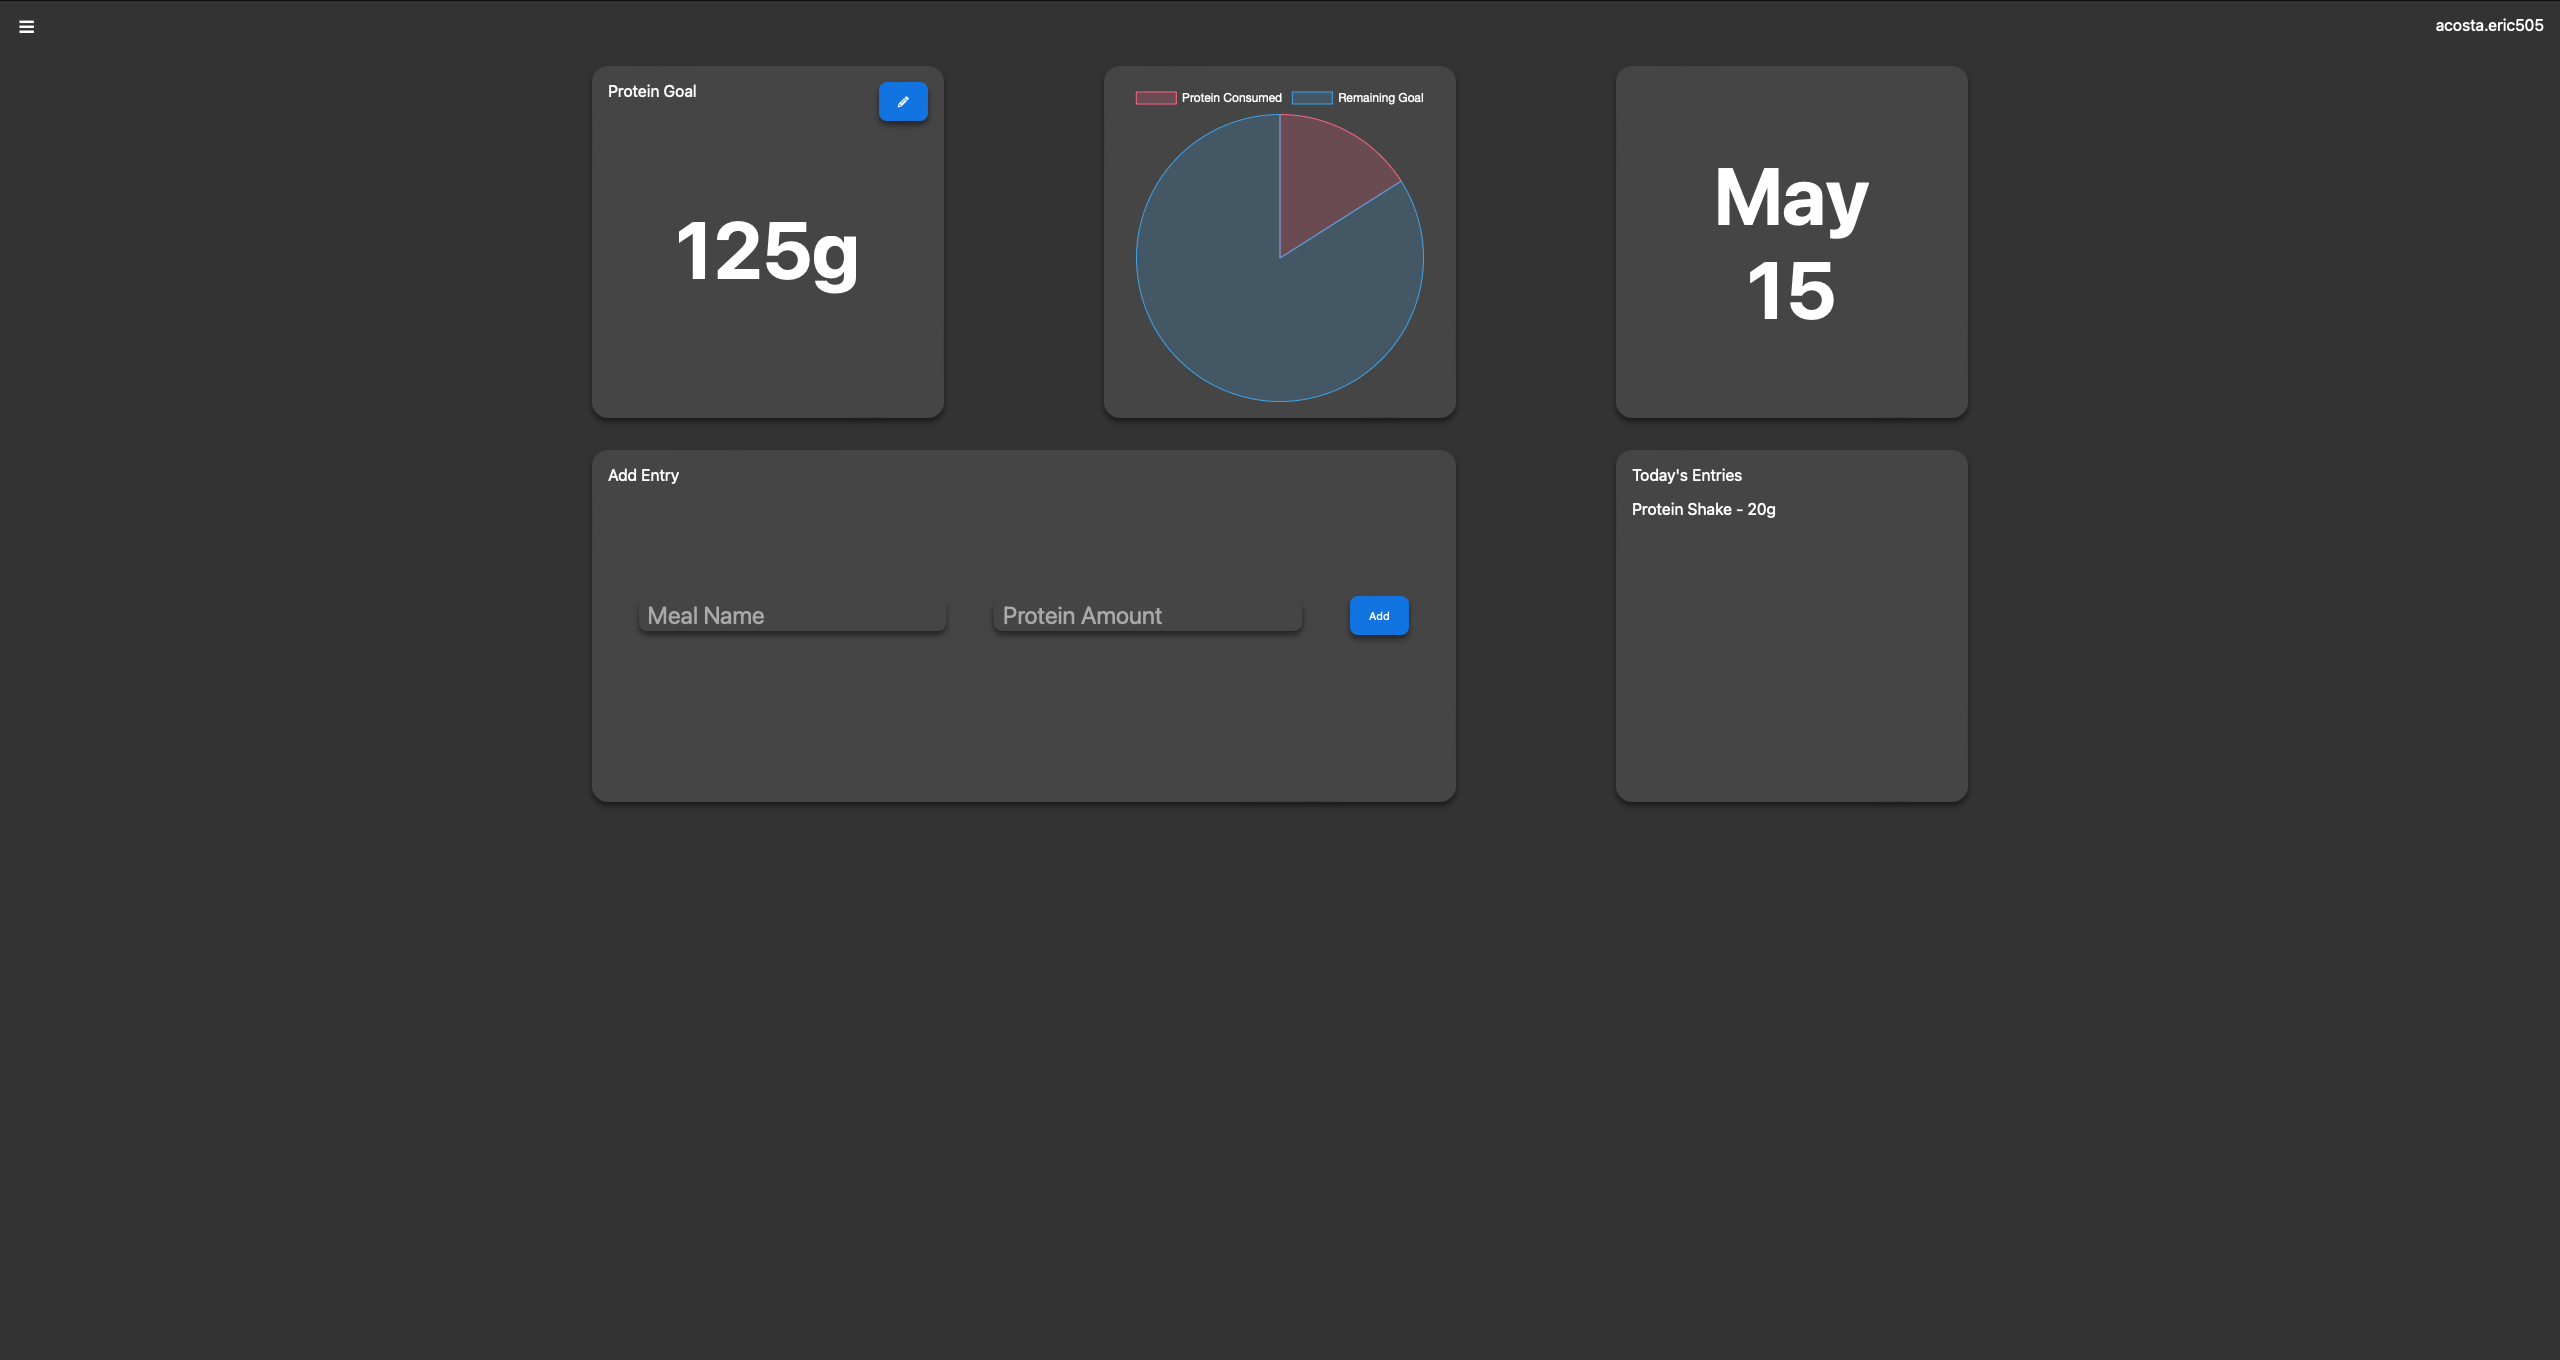 acosta.eric505
Protein Goal
125g
Protein Consumed
Remaining Goal
May
15
Add Entry
Meal Name
Protein Amount
Add
Today's Entries
Protein Shake - 20g